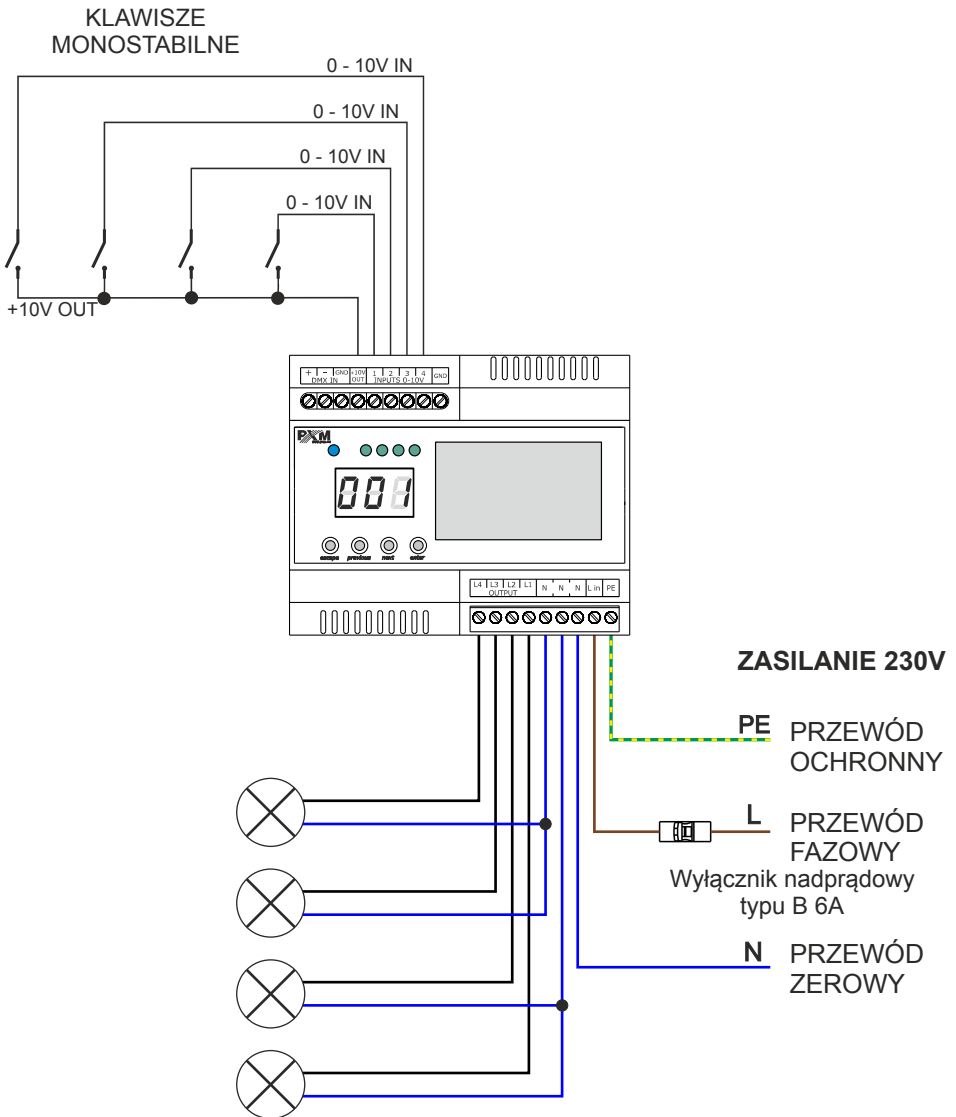 KLAWISZE
MONOSTABILNE
0 - 10V IN
0 - 10V IN
0 - 10V IN
0 - 10V IN
+10V OUT
+ - GND +10V 1 2 3 4 GND
DMX IN OUT INPUTS 0-10V
PXM
001
escape previous next enter
L4 L3 L2 L1 N N N L in PE
OUTPUT
ZASILANIE 230V
PE PRZEWÓD
OCHRONNY
L PRZEWÓD
FAZOWY
Wyłącznik nadprądowy
typu B 6A
N PRZEWÓD
ZEROWY